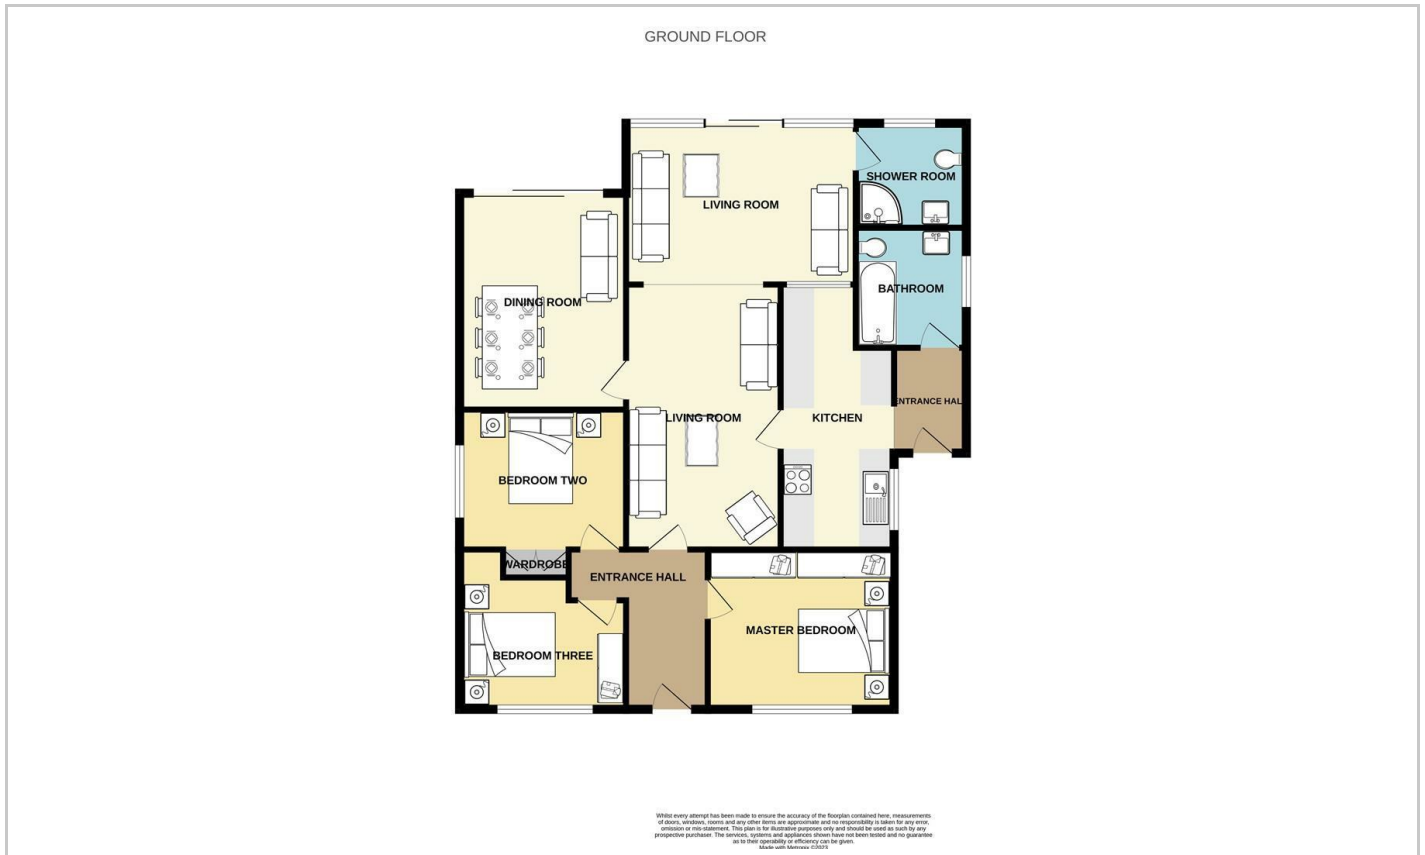 GROUND FLOOR
LIVING ROOM
SHOWER ROOM
DINING ROOM
BATHROOM
LIVING ROOM
KITCHEN
ENTRANCE HALL
BEDROOM TWO
WARDROBE
ENTRANCE HALL
BEDROOM THREE
MASTER BEDROOM
Whilst every attempt has been made to ensure the accuracy of the floorplan contained here, measurements
of doors, windows, rooms and any other items are approximate and no responsibility is taken for any error,
omission or mis-statement. This plan is for illustrative purposes only and should be used as such by any
prospective purchaser. The services, systems and appliances shown have not been tested and no guarantee
as to their operability or efficiency can be given.
Made with Metropix ©2023